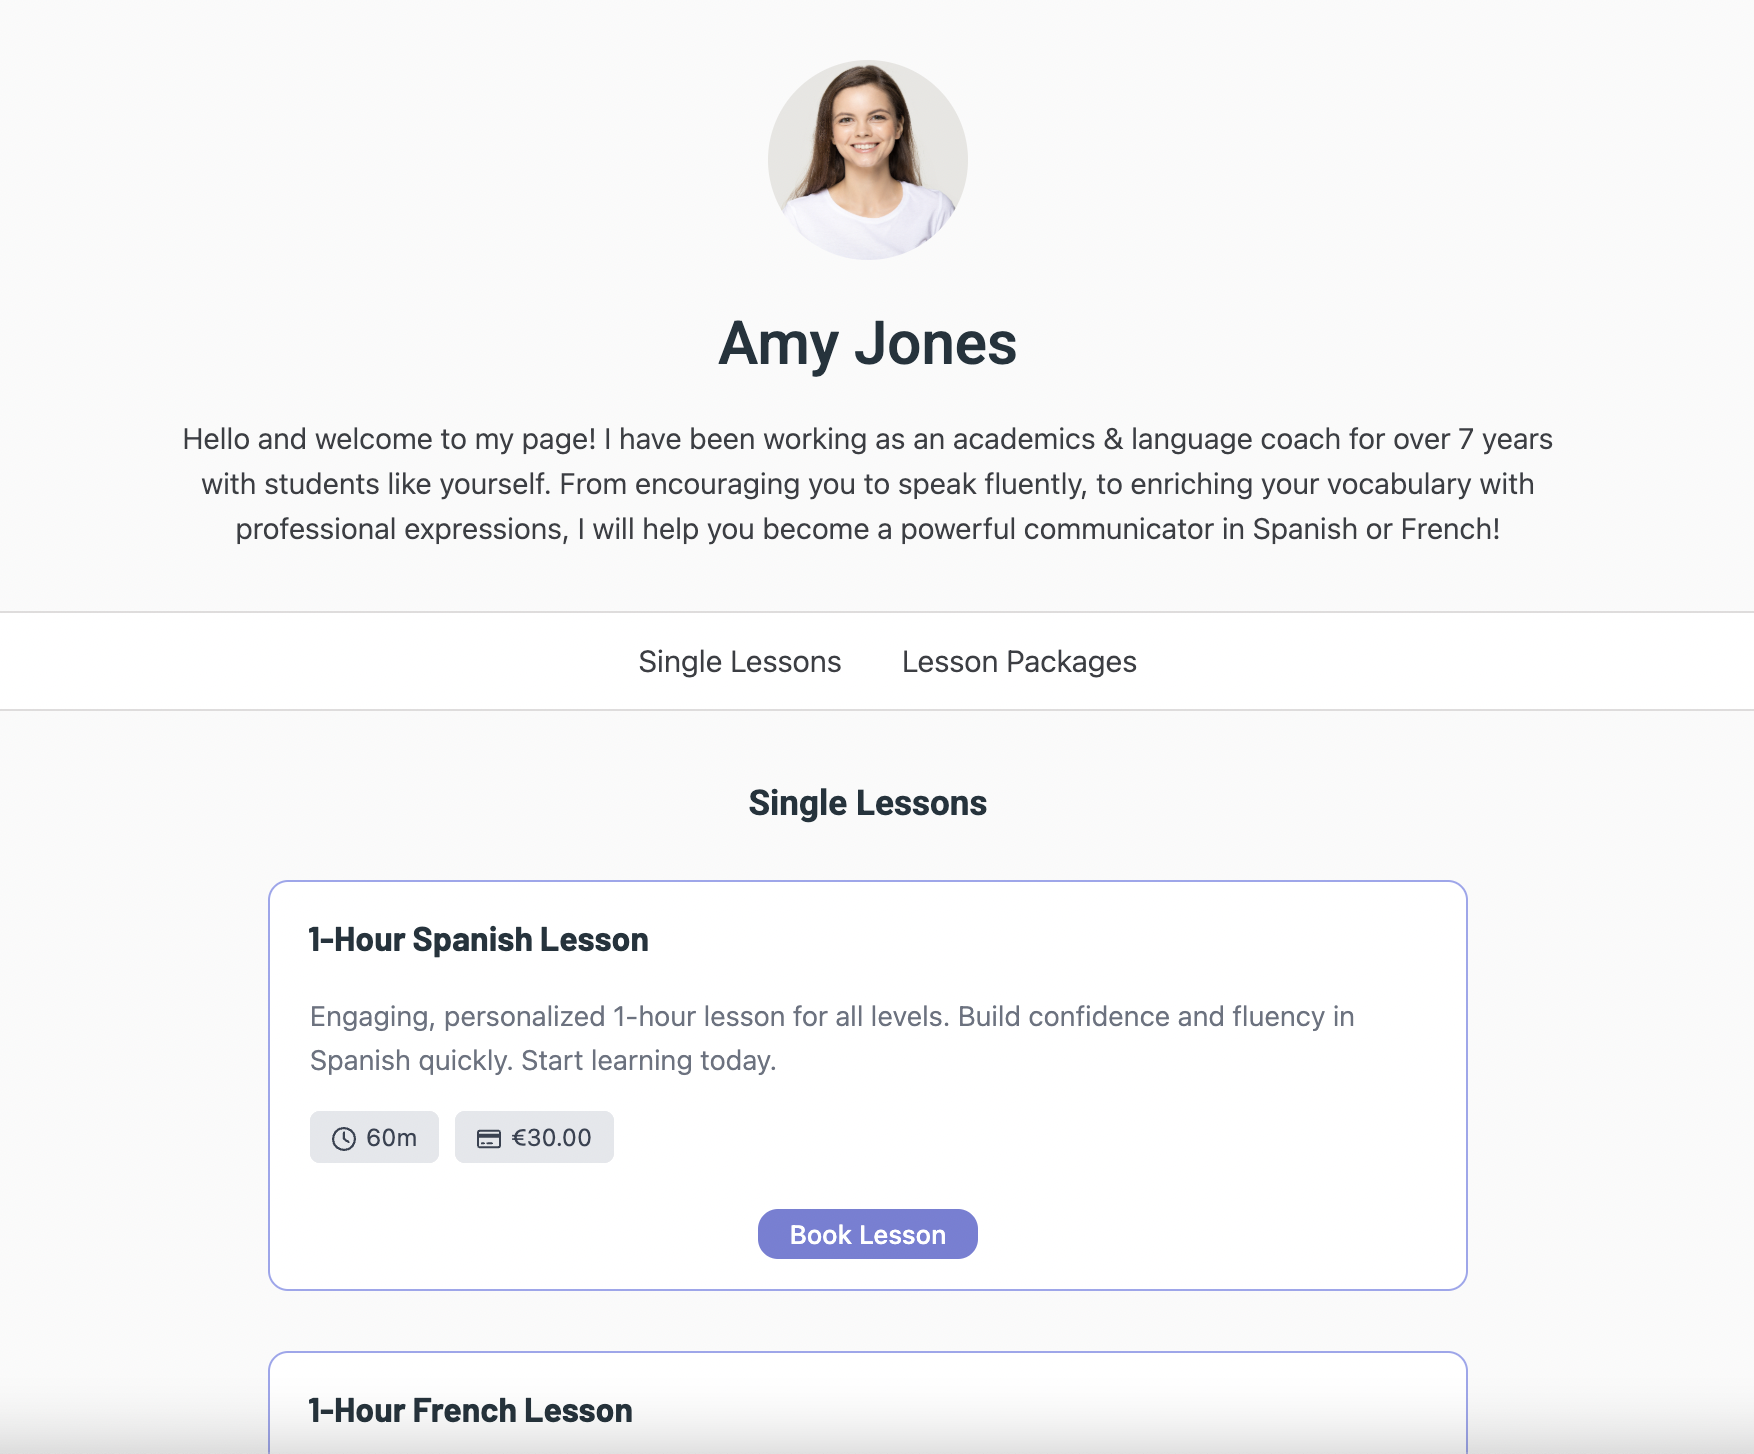 Amy Jones
Hello and welcome to my page! I have been working as an academics & language coach for over 7 years
with students like yourself. From encouraging you to speak fluently, to enriching your vocabulary with
professional expressions, I will help you become a powerful communicator in Spanish or French!
Single Lessons Lesson Packages
Single Lessons
1-Hour Spanish Lesson
Engaging, personalized 1-hour lesson for all levels. Build confidence and fluency in
Spanish quickly. Start learning today.
60m €30.00
Book Lesson
1-Hour French Lesson